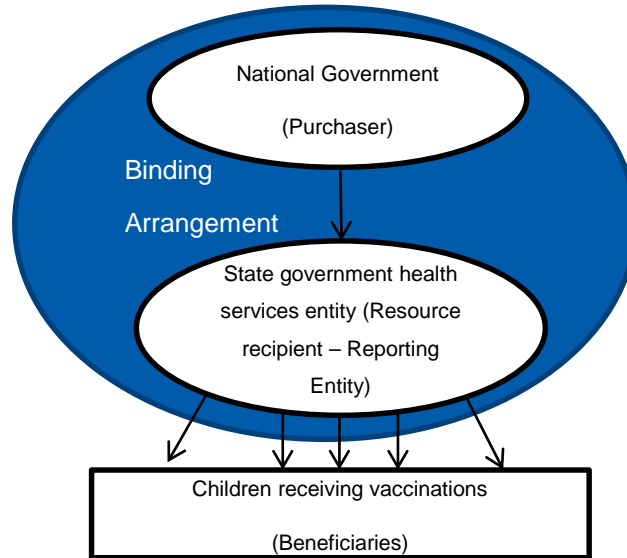 National Government
(Purchaser)
Binding
Arrangement
State government health
services entity (Resource
recipient – Reporting
Entity)
Children receiving vaccinations
(Beneficiaries)